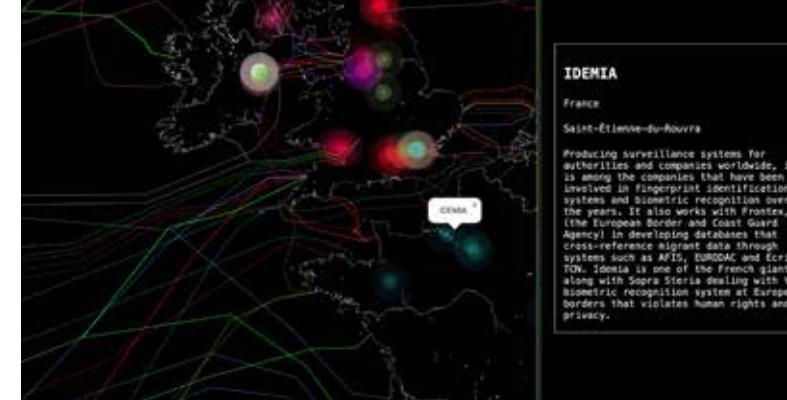 IDEMIA
IDEMIA
France
Saint-Étienne-du-Rouvra
Producing surveillance systems for
authorities and companies worldwide,
is among the companies that have been
involved in fingerprint identification
systems and biometric recognition over
the years. It also works with Frontex,
(the European Border and Coast Guard
Agency) in developing databases that
cross-reference migrant data through
systems such as AFIS, EURODAC and Ecri
TCN. Idemia is one of the French giant
along with Sopra Steria dealing with
biometric recognition system at Europe
borders that violates human rights and
privacy.